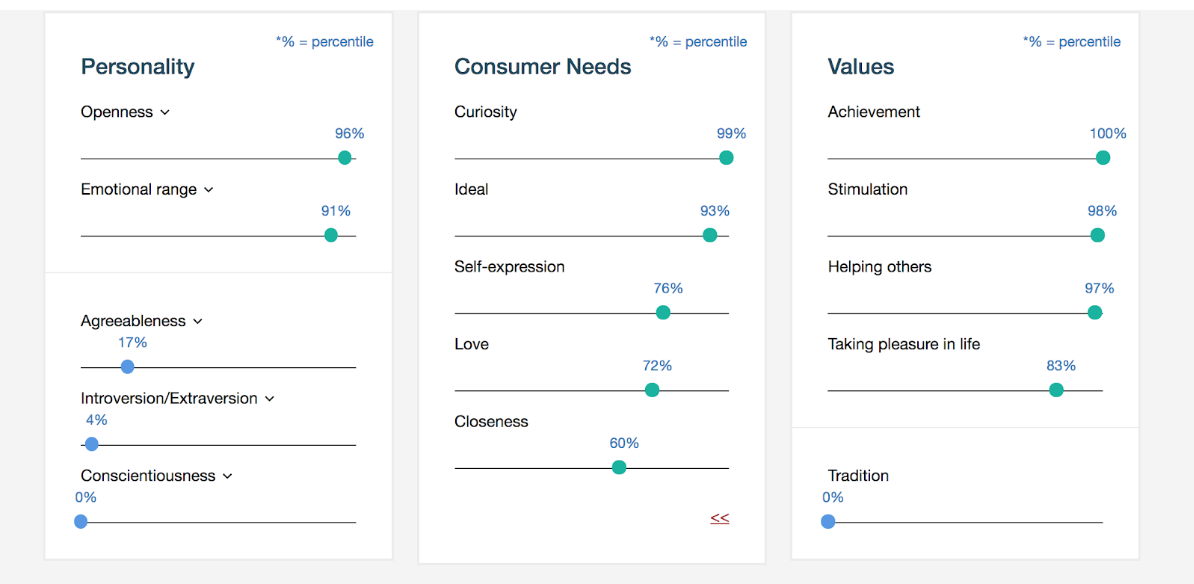 *% = percentile
Personality
Openness
96%
Emotional range
91%
Agreeableness
17%
Introversion/Extraversion
4%
Conscientiousness
0%
*% = percentile
Consumer Needs
Curiosity
99%
Ideal
93%
Self-expression
76%
Love
72%
Closeness
60%
<<
*% = percentile
Values
Achievement
100%
Stimulation
98%
Helping others
97%
Taking pleasure in life
83%
Tradition
0%